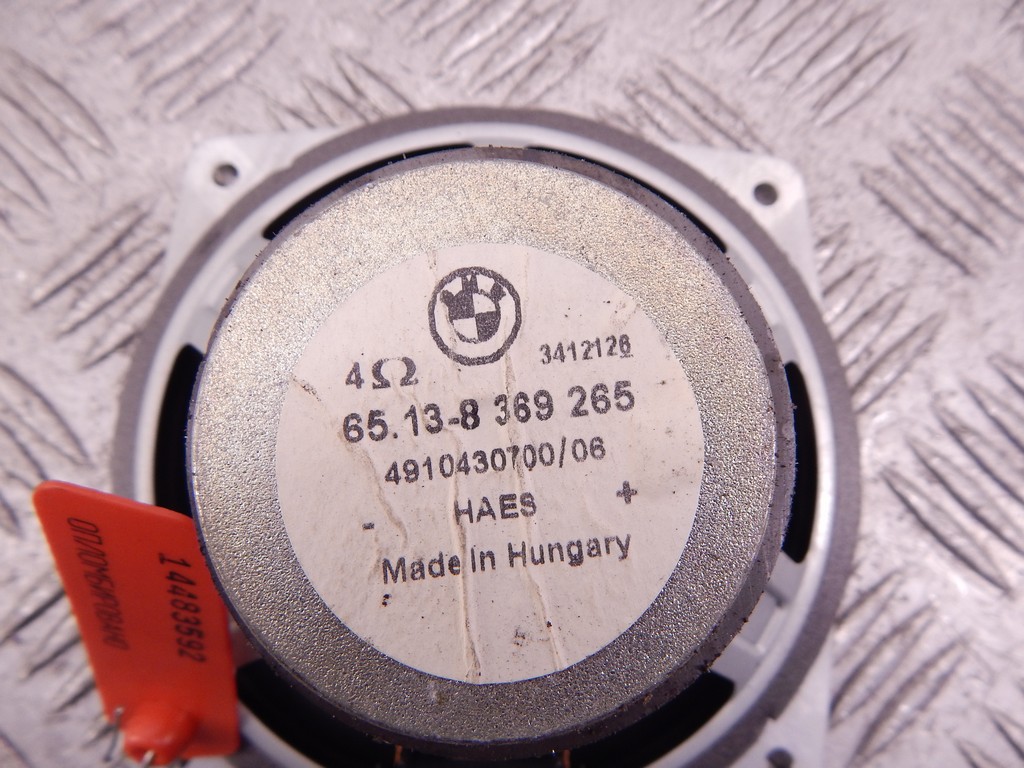 4Ω
3412126
65.13-8 369 265
4910430700/06
HAES
- +
Made In Hungary
ОПЛОМБИРОВАНО
14483592